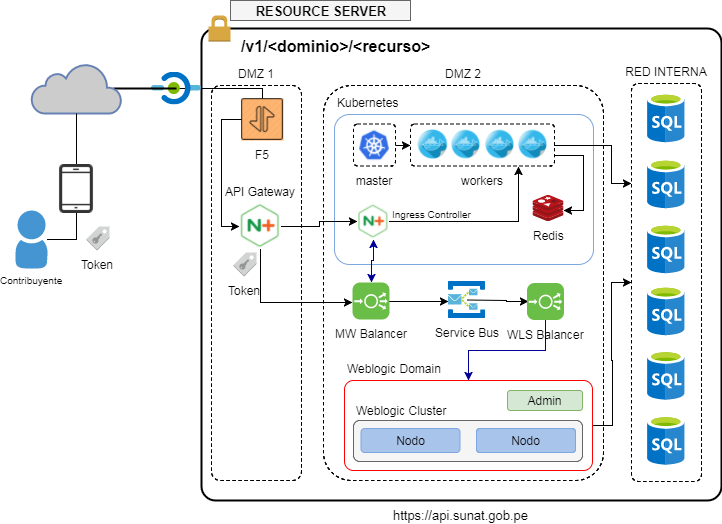 RESOURCE SERVER
/v1/<dominio>/<recurso>
DMZ 1
DMZ 2
RED INTERNA
Kubernetes
F5
master
workers
API Gateway
N+
N+
Ingress Controller
Redis
Token
Contribuyente
Token
MW Balancer
Service Bus
WLS Balancer
Weblogic Domain
Admin
Weblogic Cluster
Nodo
Nodo
SQL
SQL
SQL
SQL
SQL
SQL
https://api.sunat.gob.pe